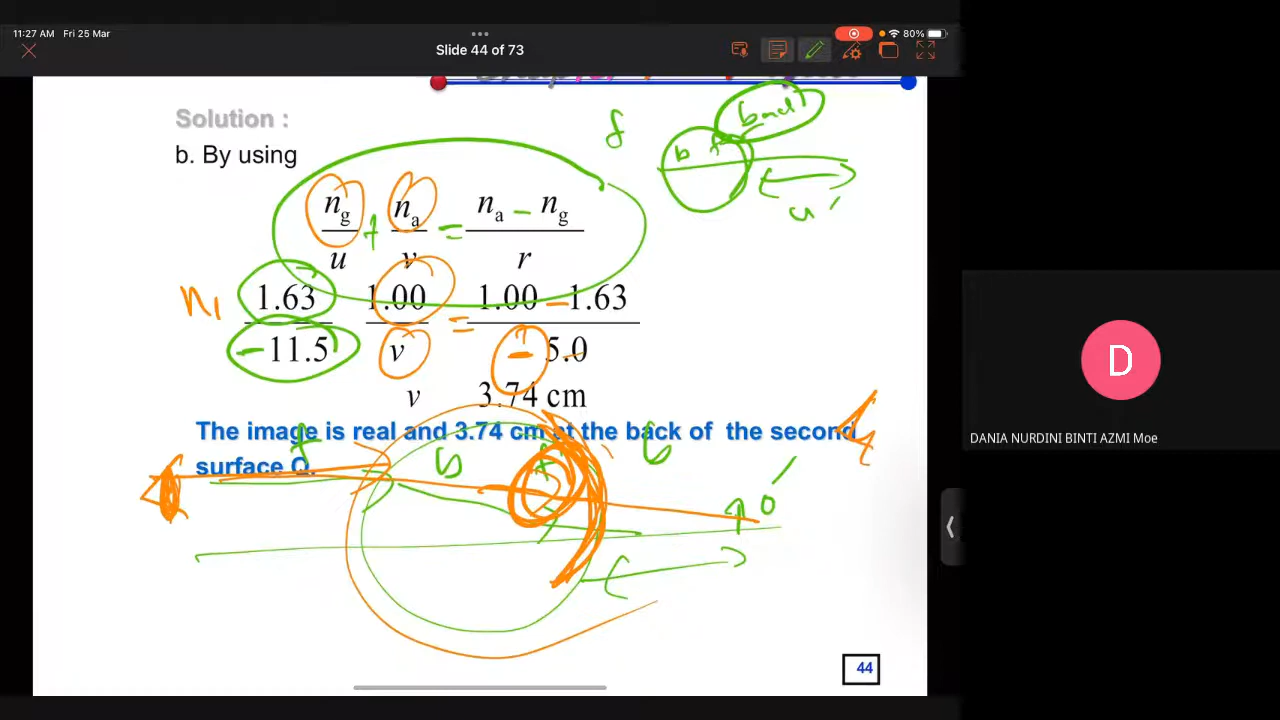 11:27 AM Fri 25 Mar
80%
Slide 44 of 73
Solution :
b. By using
n_g/u + n_a/v = (n_a − n_g)/r
n₁ 1.63/−11.5 1.00/v = (1.00 − 1.63)/−5.0
v 3.74 cm
The image is real and 3.74 cm at the back of the second
surface Q.
f
b
back
u'
b
b
o'
44
D
DANIA NURDINI BINTI AZMI Moe